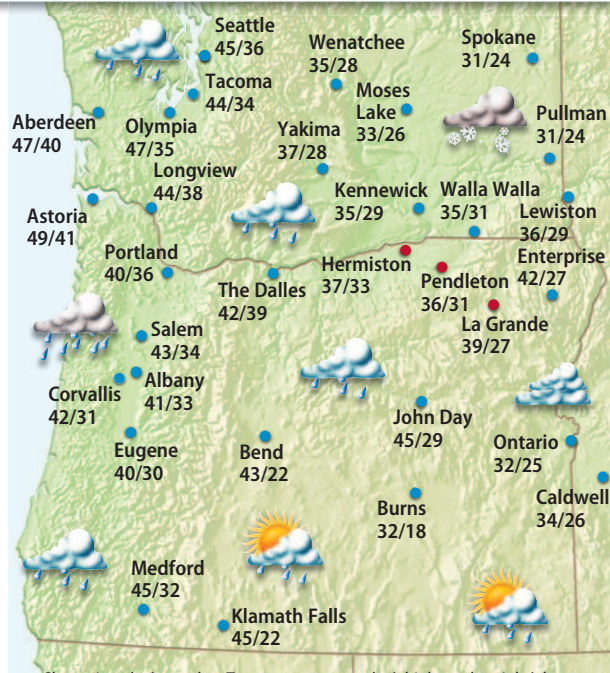 Seattle
45/36
Wenatchee
35/28
Spokane
31/24
Tacoma
44/34
Moses
Lake
33/26
Pullman
31/24
Aberdeen
47/40
Olympia
47/35
Yakima
37/28
Longview
44/38
Kennewick
35/29
Walla Walla
35/31
Lewiston
36/29
Astoria
49/41
Portland
40/36
The Dalles
42/39
Hermiston
37/33
Pendleton
36/31
Enterprise
42/27
La Grande
39/27
Salem
43/34
Albany
41/33
Corvallis
42/31
John Day
45/29
Eugene
40/30
Bend
43/22
Ontario
32/25
Burns
32/18
Caldwell
34/26
Medford
45/32
Klamath Falls
45/22